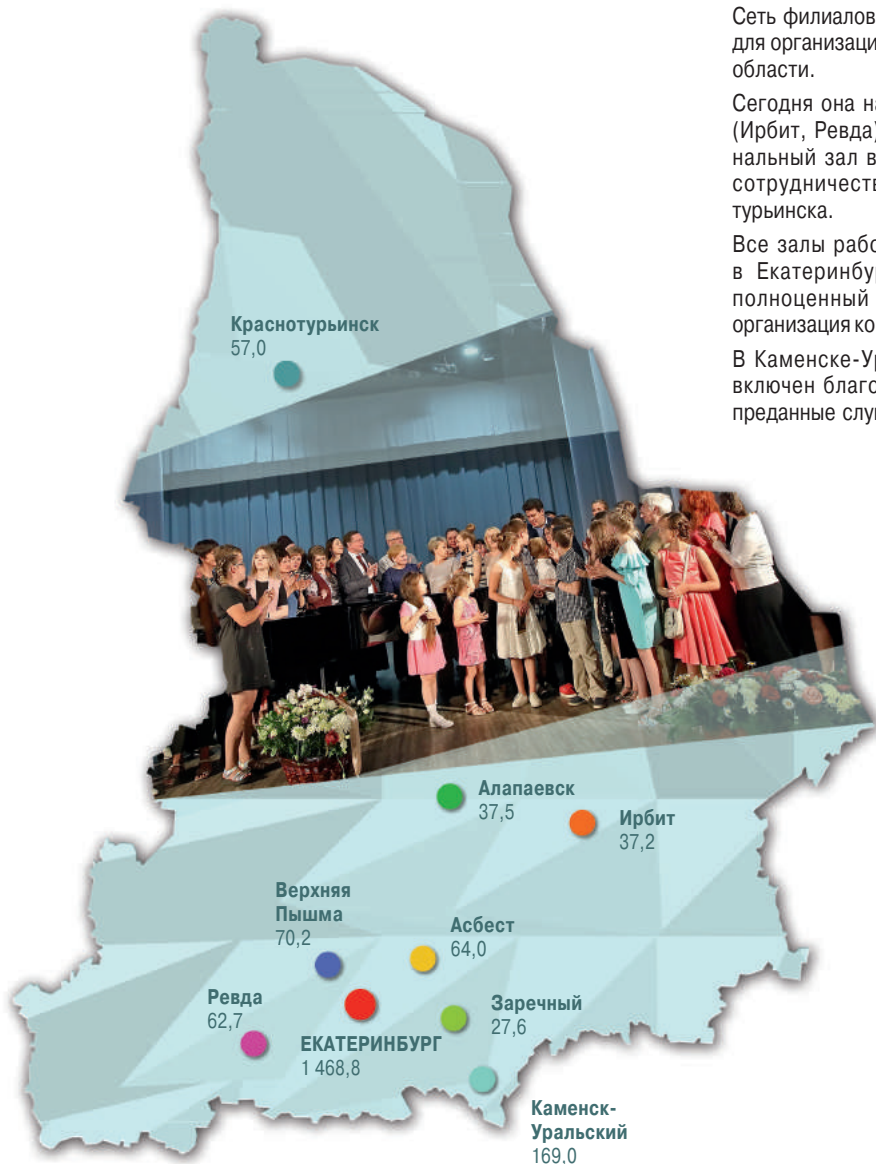 Сеть филиалов
для организаци
области.
Сегодня она на
(Ирбит, Ревда)
нальный зал в
сотрудничеств
турьинска.
Все залы рабо
в Екатеринбу
полноценный
организация ко
В Каменске-Ур
включен благо
преданные слу
Краснотурьинск
57,0
Алапаевск
37,5
Ирбит
37,2
Верхняя
Пышма
70,2
Асбест
64,0
Ревда
62,7
Заречный
27,6
ЕКАТЕРИНБУРГ
1 468,8
Каменск-
Уральский
169,0